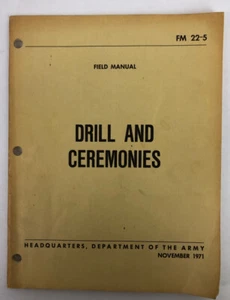 FM 22-5
FIELD MANUAL
DRILL AND
CEREMONIES
HEADQUARTERS, DEPARTMENT OF THE ARMY
NOVEMBER 1971